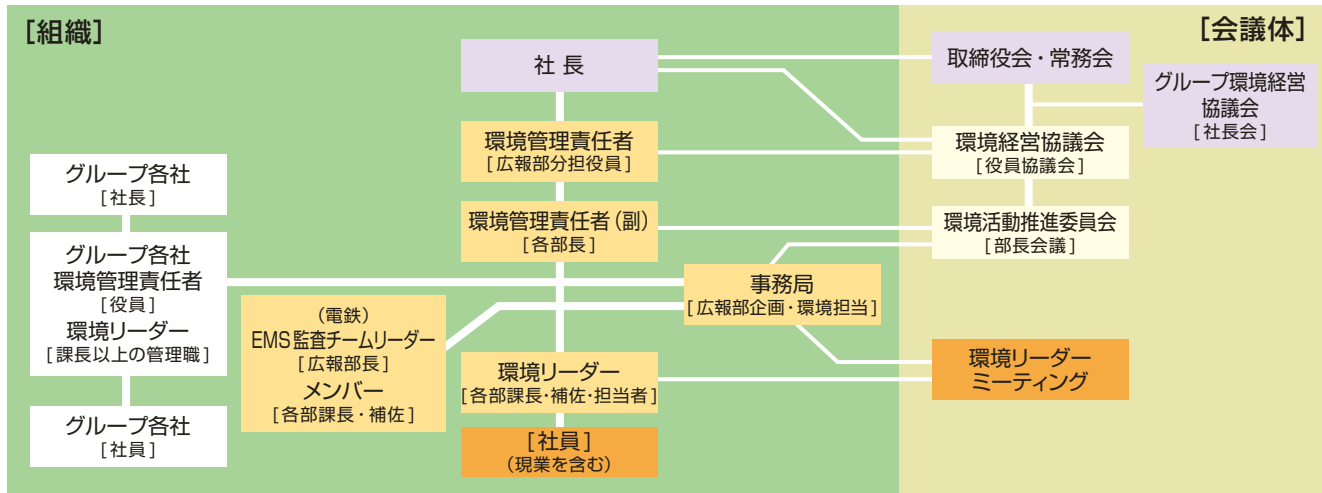 ［組織］
［会議体］
社 長
取締役会・常務会
グループ環境経営
協議会
［社長会］
環境管理責任者
［広報部分担役員］
環境経営協議会
［役員協議会］
グループ各社
［社長］
環境管理責任者（副）
［各部長］
環境活動推進委員会
［部長会議］
グループ各社
環境管理責任者
［役員］
環境リーダー
［課長以上の管理職］
事務局
［広報部企画・環境担当］
（電鉄）
EMS監査チームリーダー
［広報部長］
メンバー
［各部課長・補佐］
環境リーダー
［各部課長・補佐・担当者］
環境リーダー
ミーティング
グループ各社
［社員］
［社員］
（現業を含む）